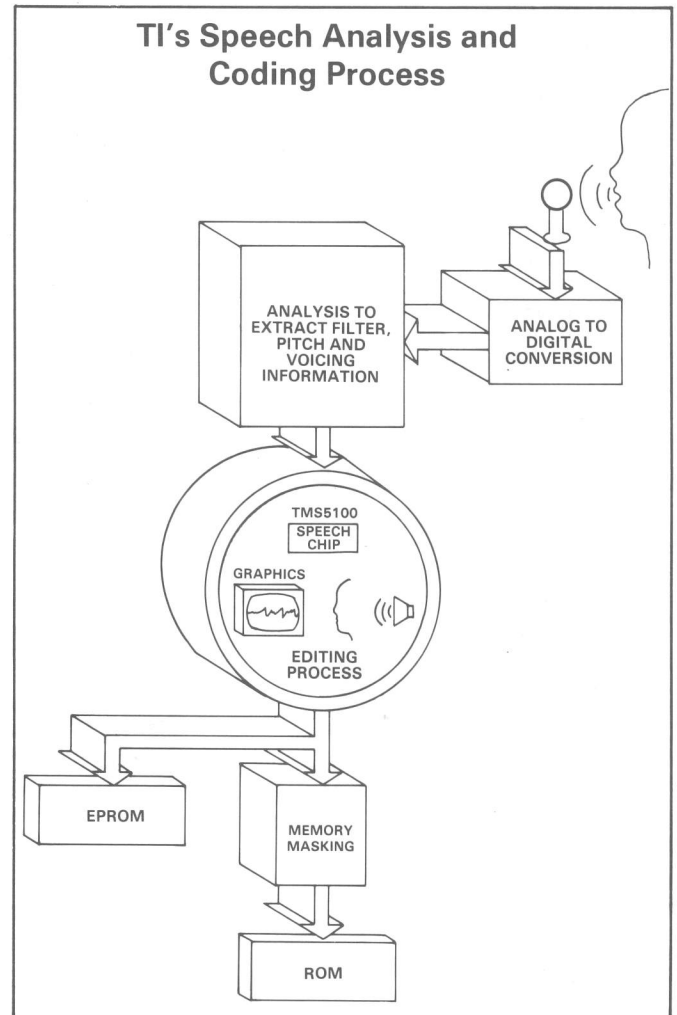 TI's Speech Analysis and
Coding Process
ANALYSIS TO
EXTRACT FILTER,
PITCH AND
VOICING
INFORMATION
ANALOG TO
DIGITAL
CONVERSION
TMS5100
SPEECH
CHIP
GRAPHICS
EDITING
PROCESS
EPROM
MEMORY
MASKING
ROM